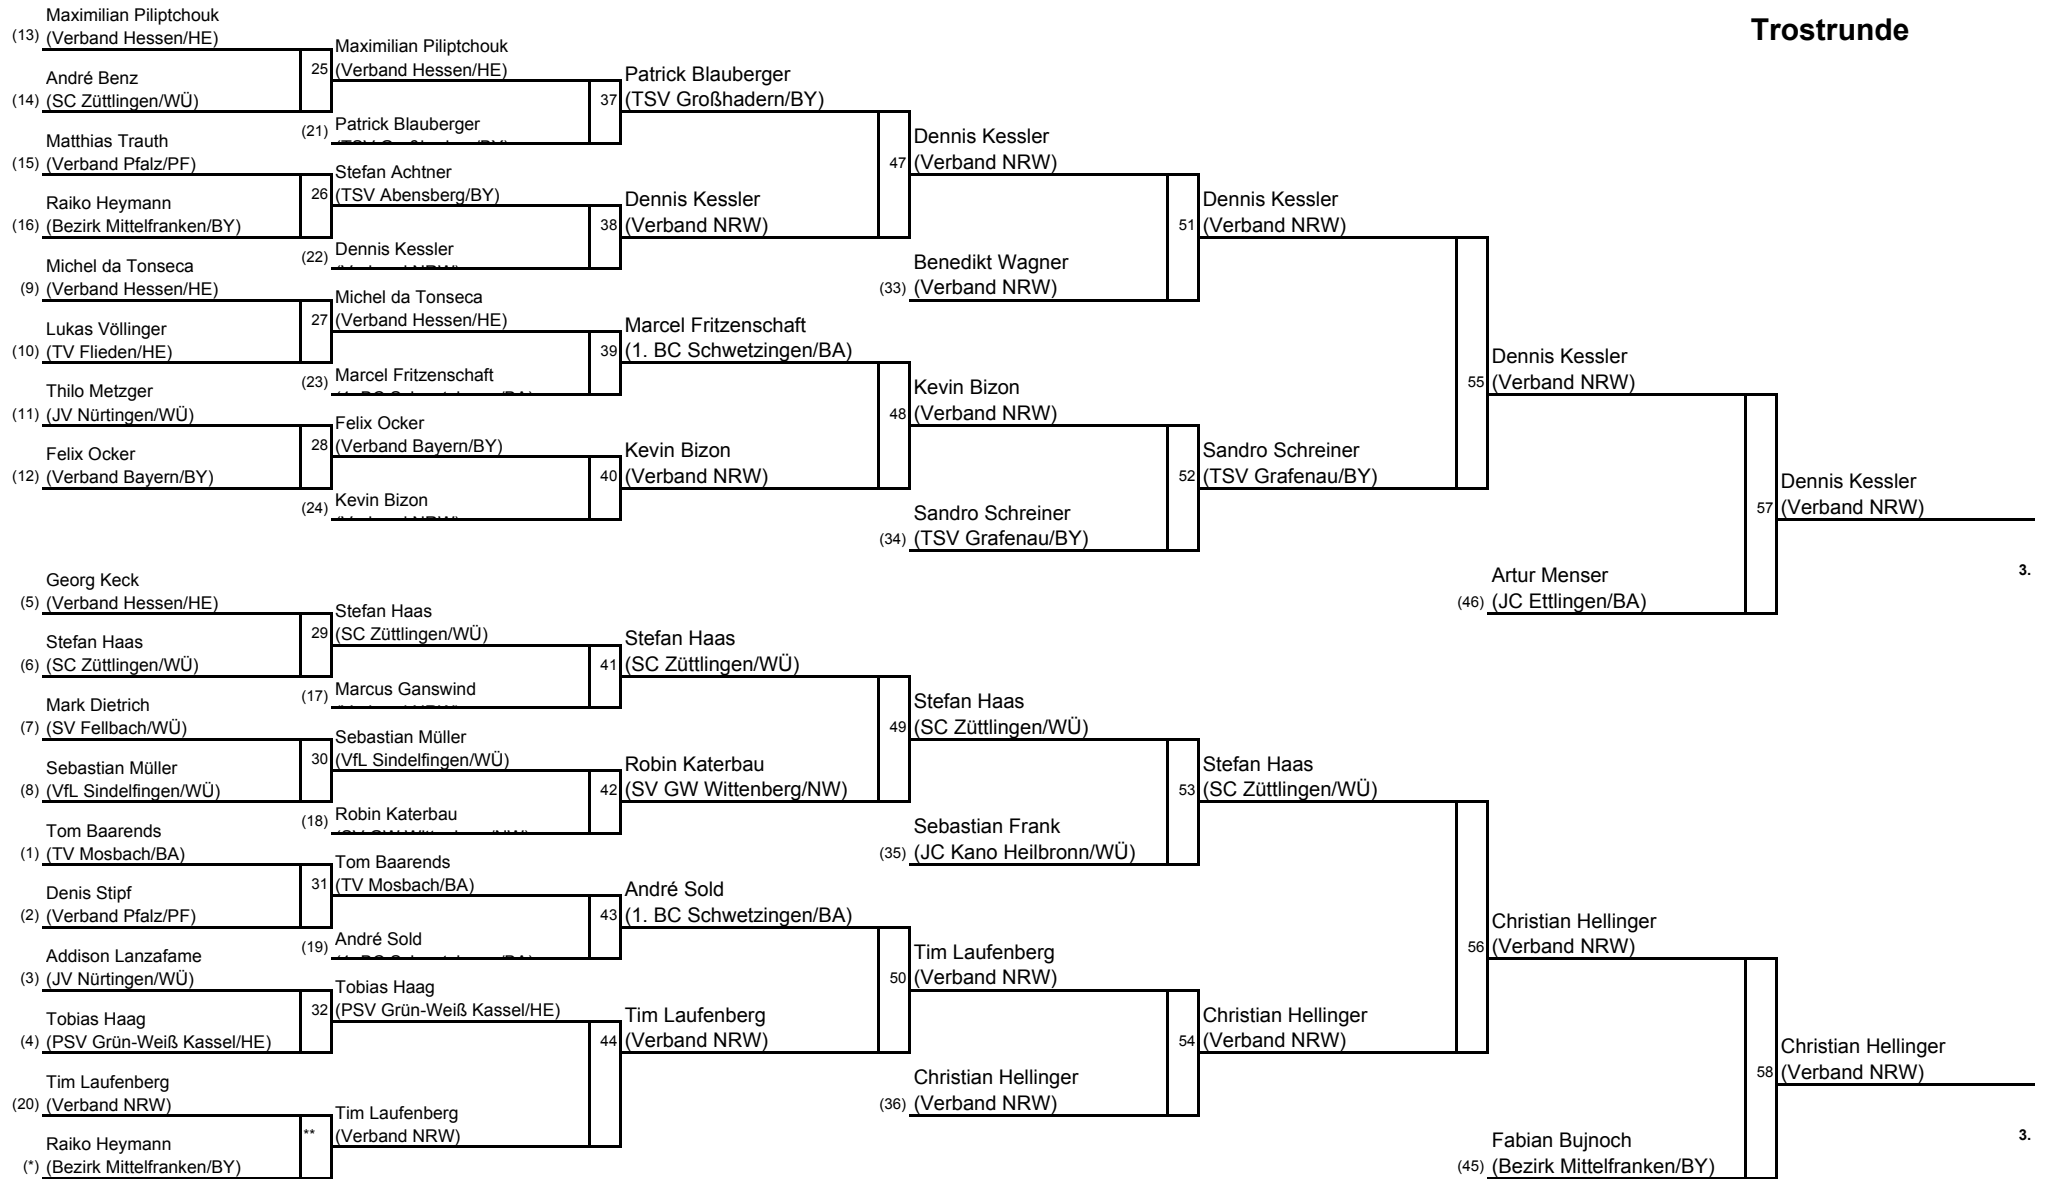 Trostrunde
Maximilian Piliptchouk
(13) (Verband Hessen/HE)
André Benz
(14) (SC Züttlingen/WÜ)
Matthias Trauth
(15) (Verband Pfalz/PF)
Raiko Heymann
(16) (Bezirk Mittelfranken/BY)
Michel da Tonseca
(9) (Verband Hessen/HE)
Lukas Völlinger
(10) (TV Flieden/HE)
Thilo Metzger
(11) (JV Nürtingen/WÜ)
Felix Ocker
(12) (Verband Bayern/BY)
Georg Keck
(5) (Verband Hessen/HE)
Stefan Haas
(6) (SC Züttlingen/WÜ)
Mark Dietrich
(7) (SV Fellbach/WÜ)
Sebastian Müller
(8) (VfL Sindelfingen/WÜ)
Tom Baarends
(1) (TV Mosbach/BA)
Denis Stipf
(2) (Verband Pfalz/PF)
Addison Lanzafame
(3) (JV Nürtingen/WÜ)
Tobias Haag
(4) (PSV Grün-Weiß Kassel/HE)
Tim Laufenberg
(20) (Verband NRW)
Raiko Heymann
(*) (Bezirk Mittelfranken/BY)
Maximilian Piliptchouk
25 (Verband Hessen/HE)
(21) Patrick Blauberger
Stefan Achtner
26 (TSV Abensberg/BY)
(22) Dennis Kessler
Michel da Tonseca
27 (Verband Hessen/HE)
(23) Marcel Fritzenschaft
Felix Ocker
28 (Verband Bayern/BY)
(24) Kevin Bizon
Stefan Haas
29 (SC Züttlingen/WÜ)
(17) Marcus Ganswind
Sebastian Müller
30 (VfL Sindelfingen/WÜ)
(18) Robin Katerbau
Tom Baarends
31 (TV Mosbach/BA)
(19) André Sold
Tobias Haag
32 (PSV Grün-Weiß Kassel/HE)
Tim Laufenberg
** (Verband NRW)
Patrick Blauberger
37 (TSV Großhadern/BY)
Dennis Kessler
38 (Verband NRW)
Marcel Fritzenschaft
39 (1. BC Schwetzingen/BA)
Kevin Bizon
40 (Verband NRW)
Stefan Haas
41 (SC Züttlingen/WÜ)
Robin Katerbau
42 (SV GW Wittenberg/NW)
André Sold
43 (1. BC Schwetzingen/BA)
Tim Laufenberg
44 (Verband NRW)
Dennis Kessler
47 (Verband NRW)
Benedikt Wagner
(33) (Verband NRW)
Kevin Bizon
48 (Verband NRW)
Sandro Schreiner
(34) (TSV Grafenau/BY)
Stefan Haas
49 (SC Züttlingen/WÜ)
Sebastian Frank
(35) (JC Kano Heilbronn/WÜ)
Tim Laufenberg
50 (Verband NRW)
Christian Hellinger
(36) (Verband NRW)
Dennis Kessler
51 (Verband NRW)
Sandro Schreiner
52 (TSV Grafenau/BY)
Stefan Haas
53 (SC Züttlingen/WÜ)
Christian Hellinger
54 (Verband NRW)
Dennis Kessler
55 (Verband NRW)
Artur Menser
(46) (JC Ettlingen/BA)
Christian Hellinger
56 (Verband NRW)
Fabian Bujnoch
(45) (Bezirk Mittelfranken/BY)
Dennis Kessler
57 (Verband NRW)
3.
Christian Hellinger
58 (Verband NRW)
3.